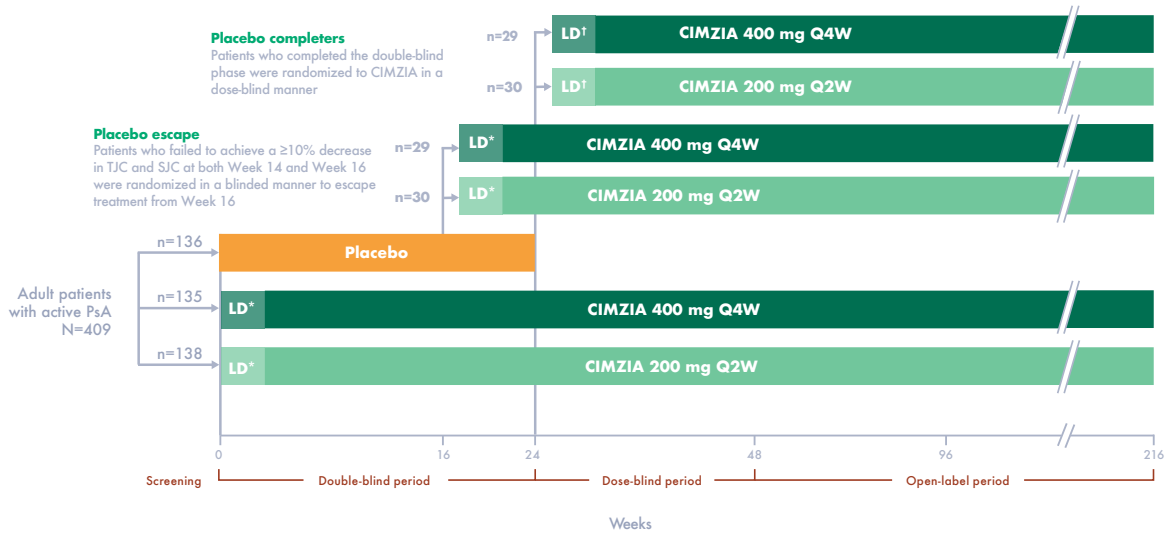 Placebo completers
Patients who completed the double-blind
phase were randomized to CIMZIA in a
dose-blind manner
n=29
LD†
CIMZIA 400 mg Q4W
n=30
LD†
CIMZIA 200 mg Q2W
Placebo escape
Patients who failed to achieve a ≥10% decrease
in TJC and SJC at both Week 14 and Week 16
were randomized in a blinded manner to escape
treatment from Week 16
n=29
LD*
CIMZIA 400 mg Q4W
n=30
LD*
CIMZIA 200 mg Q2W
Adult patients
with active PsA
N=409
n=136
Placebo
n=135
LD*
CIMZIA 400 mg Q4W
n=138
LD*
CIMZIA 200 mg Q2W
0
16
24
48
96
216
Screening
Double-blind period
Dose-blind period
Open-label period
Weeks